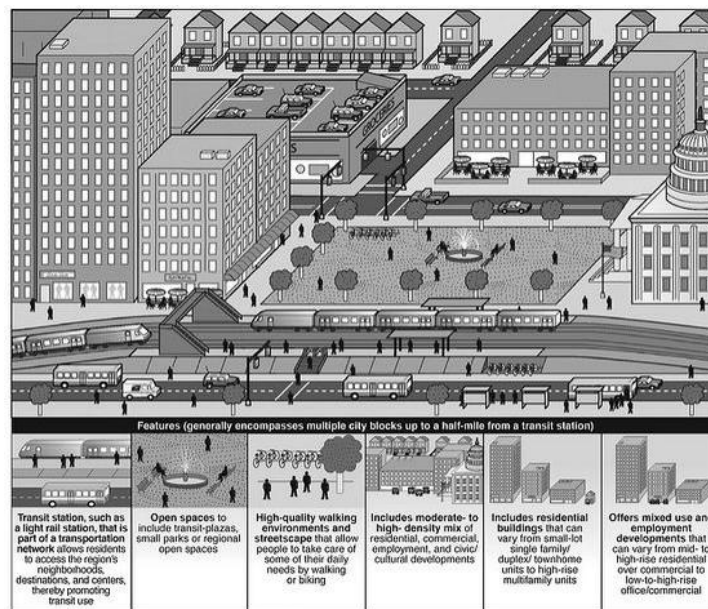 GROCERIES
Features (generally encompasses multiple city blocks up to a half-mile from a transit station)
Transit station, such as
a light rail station, that is
part of a transportation
network allows residents
to access the region's
neighborhoods,
destinations, and centers,
thereby promoting
transit use
Open spaces to
include transit-plazas,
small parks or regional
open spaces
High-quality walking
environments and
streetscape that allow
people to take care of
some of their daily
needs by walking
or biking
Includes moderate- to
high- density mix of
residential, commercial,
employment, and civic/
cultural developments
Includes residential
buildings that can
vary from small-lot
single family/
duplex/ townhome
units to high-rise
multifamily units
Offers mixed use and
employment
developments that
can vary from mid- to
high-rise residential
over commercial to
low-to-high-rise
office/commercial